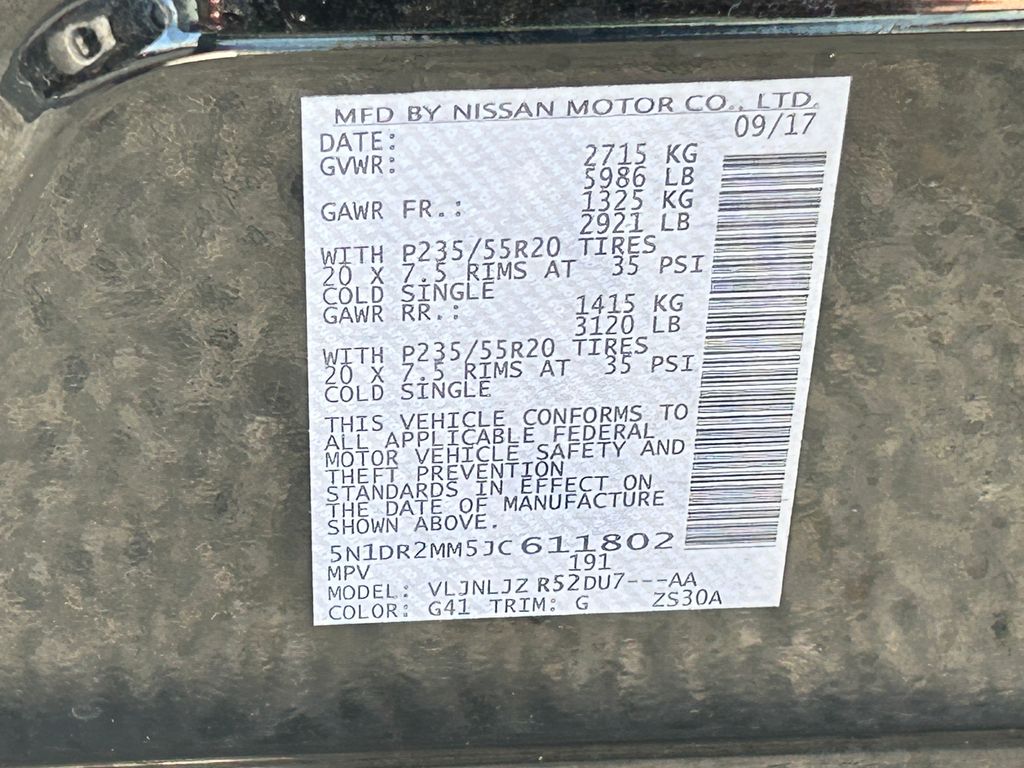 MFD BY NISSAN MOTOR CO., LTD.
DATE: 09/17
GVWR: 2715 KG
5986 LB
GAWR FR.: 1325 KG
2921 LB
WITH P235/55R20 TIRES
20 X 7.5 RIMS AT 35 PSI
COLD SINGLE
GAWR RR.: 1415 KG
3120 LB
WITH P235/55R20 TIRES
20 X 7.5 RIMS AT 35 PSI
COLD SINGLE
THIS VEHICLE CONFORMS TO
ALL APPLICABLE FEDERAL
MOTOR VEHICLE SAFETY AND
THEFT PREVENTION
STANDARDS IN EFFECT ON
THE DATE OF MANUFACTURE
SHOWN ABOVE.
5N1DR2MM5JC611802
MPV 191
MODEL: VLJNLJZ R52DU7---AA
COLOR: G41 TRIM: G ZS30A